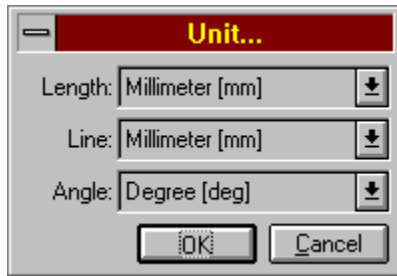 Unit...
Length: Millimeter [mm]
Line: Millimeter [mm]
Angle: Degree [deg]
OK Cancel